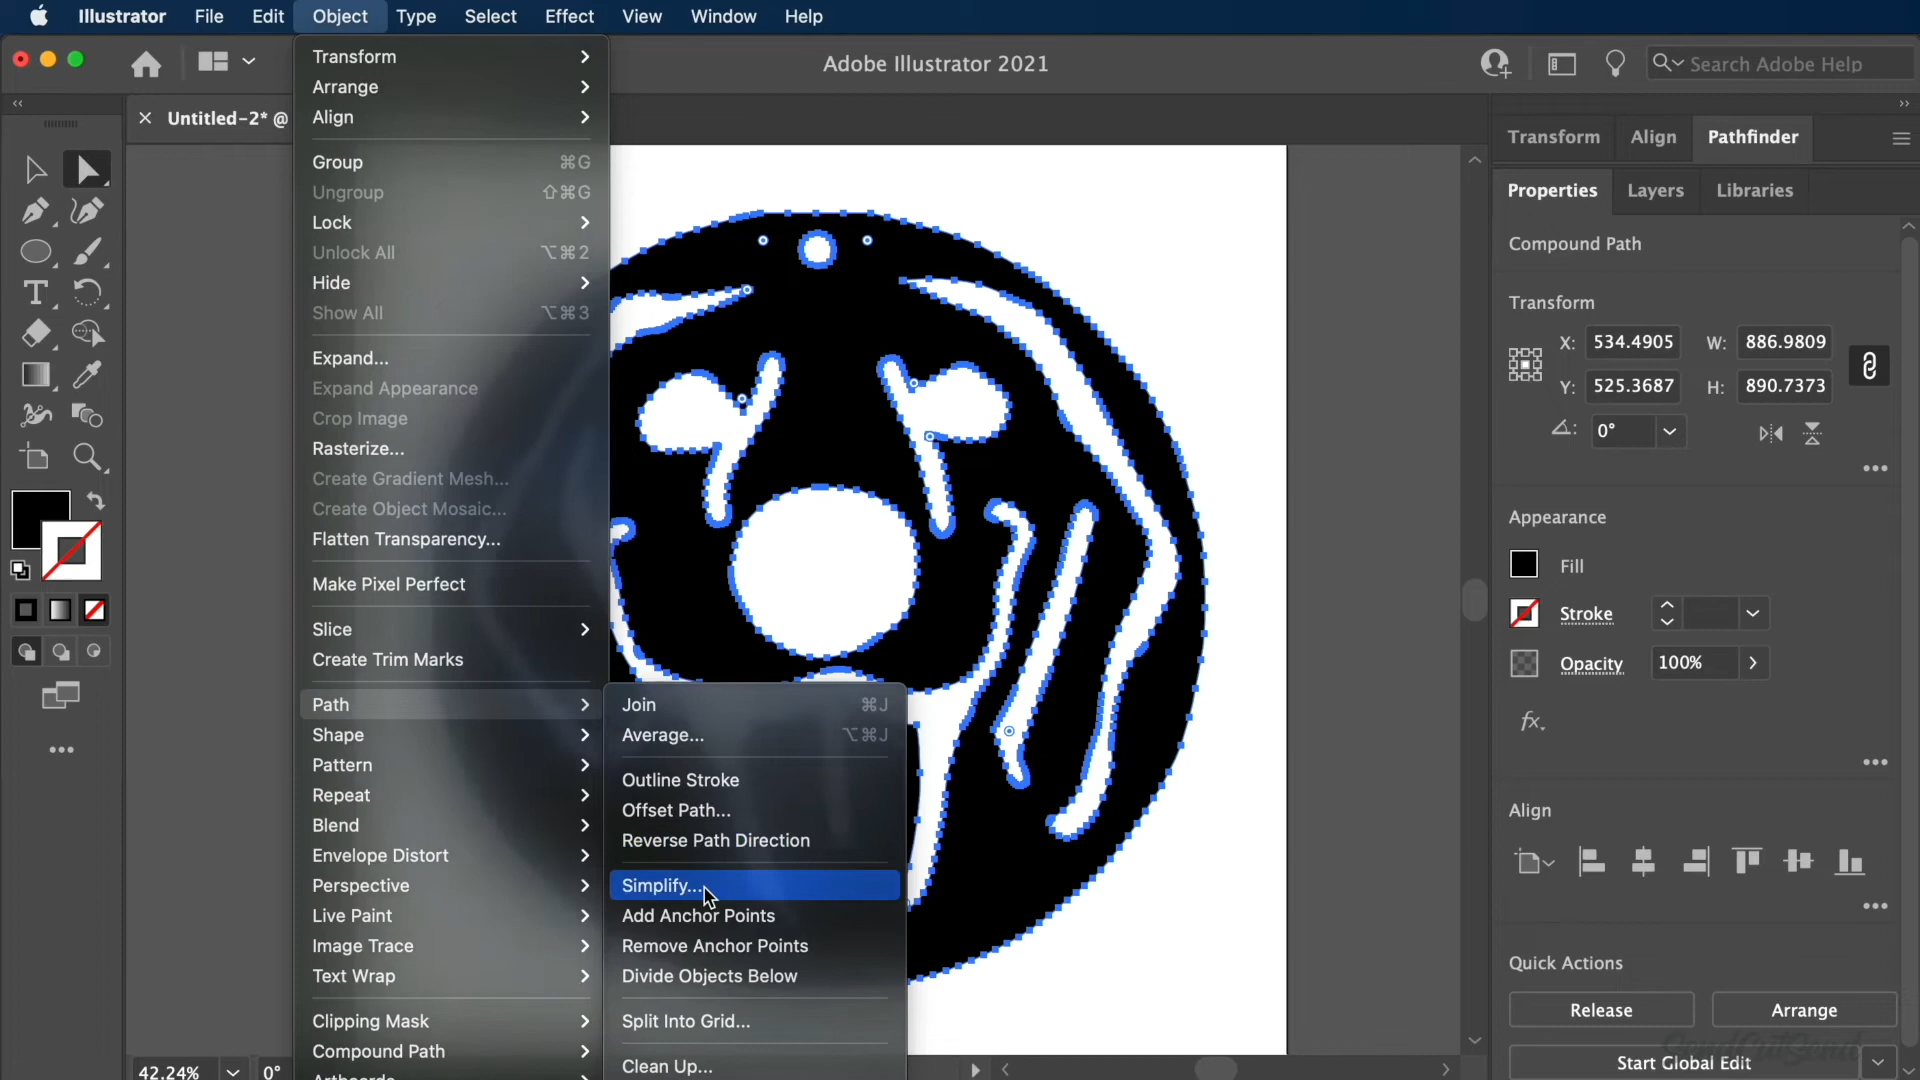 Illustrator File Edit Object Type Select Effect View Window Help
Adobe Illustrator 2021
Search Adobe Help
Untitled-2* @
Transform
Arrange
Align
Group ⌘G
Ungroup ⇧⌘G
Lock
Unlock All ⌥⌘2
Hide
Show All ⌥⌘3
Expand...
Expand Appearance
Crop Image
Rasterize...
Create Gradient Mesh...
Create Object Mosaic...
Flatten Transparency...
Make Pixel Perfect
Slice
Create Trim Marks
Path
Shape
Pattern
Repeat
Blend
Envelope Distort
Perspective
Live Paint
Image Trace
Text Wrap
Clipping Mask
Compound Path
Artboards
Join ⌘J
Average... ⌥⌘J
Outline Stroke
Offset Path...
Reverse Path Direction
Simplify...
Add Anchor Points
Remove Anchor Points
Divide Objects Below
Split Into Grid...
Clean Up...
42.24% 0°
Transform Align Pathfinder
Properties Layers Libraries
Compound Path
Transform
X: 534.4905 W: 886.9809
Y: 525.3687 H: 890.7373
0°
Appearance
Fill
Stroke
Opacity 100%
fx.
Align
Quick Actions
Release Arrange
SendCutSend
Start Global Edit